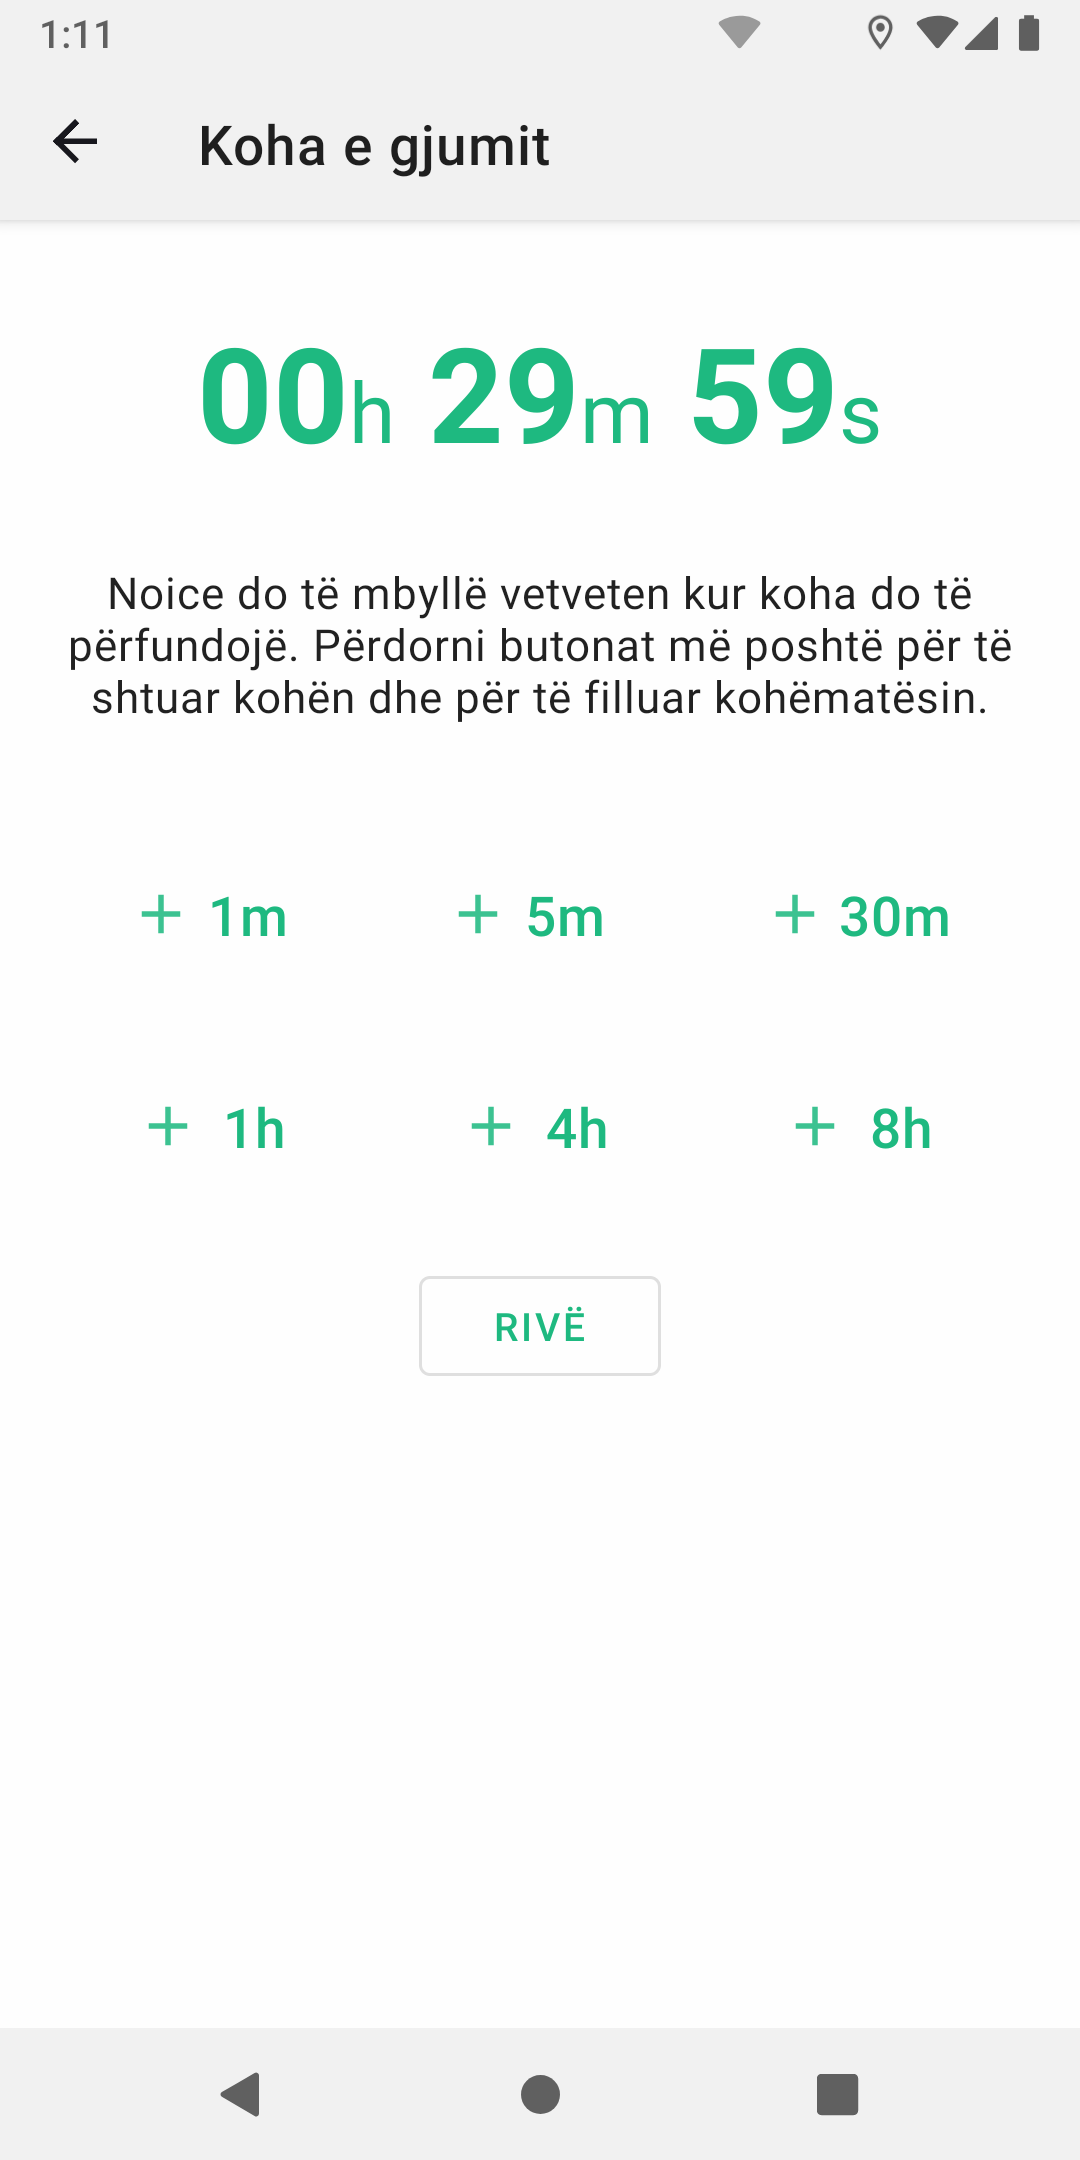 1:11
Koha e gjumit
00h 29m 59s
Noice do të mbyllë vetveten kur koha do të
përfundojë. Përdorni butonat më poshtë për të
shtuar kohën dhe për të filluar kohëmatësin.
+ 1m + 5m + 30m
+ 1h + 4h + 8h
RIVË